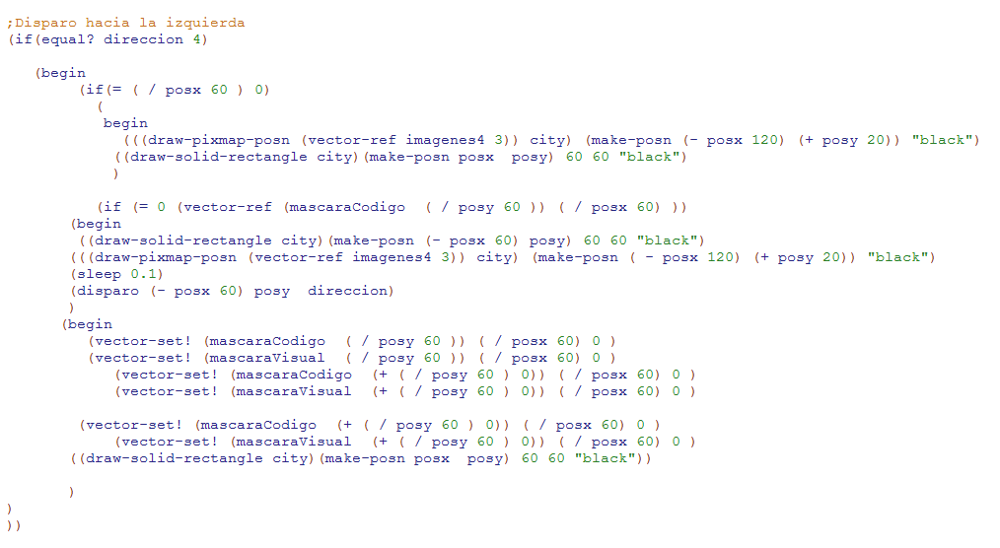 ;Disparo hacia la izquierda
(if(equal? direccion 4)
(begin
(if(= ( / posx 60 ) 0)
(
begin
(((draw-pixmap-posn (vector-ref imagenes4 3)) city) (make-posn (- posx 120) (+ posy 20)) "black")
((draw-solid-rectangle city)(make-posn posx  posy) 60 60 "black")
)
(if (= 0 (vector-ref (mascaraCodigo  ( / posy 60 )) ( / posx 60) ))
(begin
((draw-solid-rectangle city)(make-posn (- posx 60) posy) 60 60 "black")
(((draw-pixmap-posn (vector-ref imagenes4 3)) city) (make-posn ( - posx 120) (+ posy 20)) "black")
(sleep 0.1)
(disparo (- posx 60) posy  direccion)
)
(begin
(vector-set! (mascaraCodigo  ( / posy 60 )) ( / posx 60) 0 )
(vector-set! (mascaraVisual  ( / posy 60 )) ( / posx 60) 0 )
(vector-set! (mascaraCodigo  (+ ( / posy 60 ) 0)) ( / posx 60) 0 )
(vector-set! (mascaraVisual  (+ ( / posy 60 ) 0)) ( / posx 60) 0 )
(vector-set! (mascaraCodigo  (+ ( / posy 60 ) 0)) ( / posx 60) 0 )
(vector-set! (mascaraVisual  (+ ( / posy 60 ) 0)) ( / posx 60) 0 )
((draw-solid-rectangle city)(make-posn posx  posy) 60 60 "black"))
)
)
))